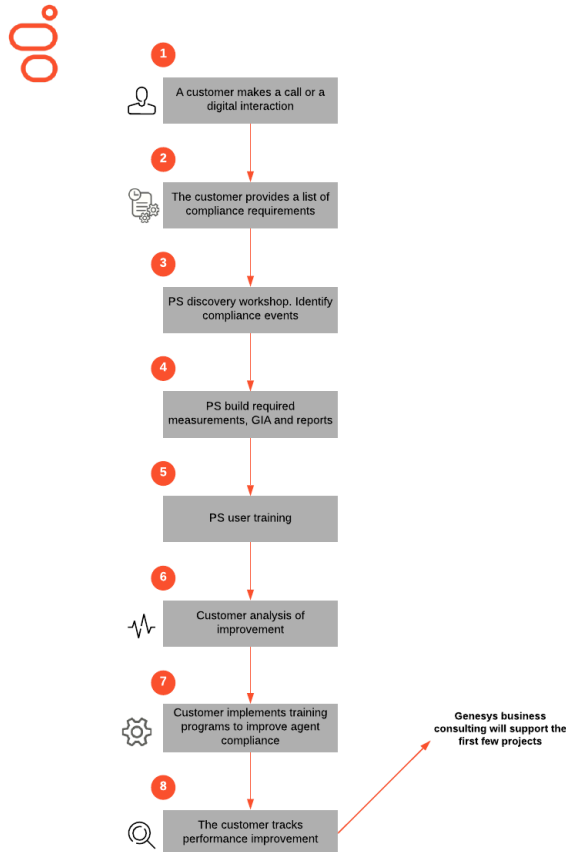 1
A customer makes a call or a
digital interaction
2
The customer provides a list of
compliance requirements
3
PS discovery workshop. Identify
compliance events
4
PS build required
measurements, GIA and reports
5
PS user training
6
Customer analysis of
improvement
7
Customer implements training
programs to improve agent
compliance
Genesys business
consulting will support the
first few projects
8
The customer tracks
performance improvement